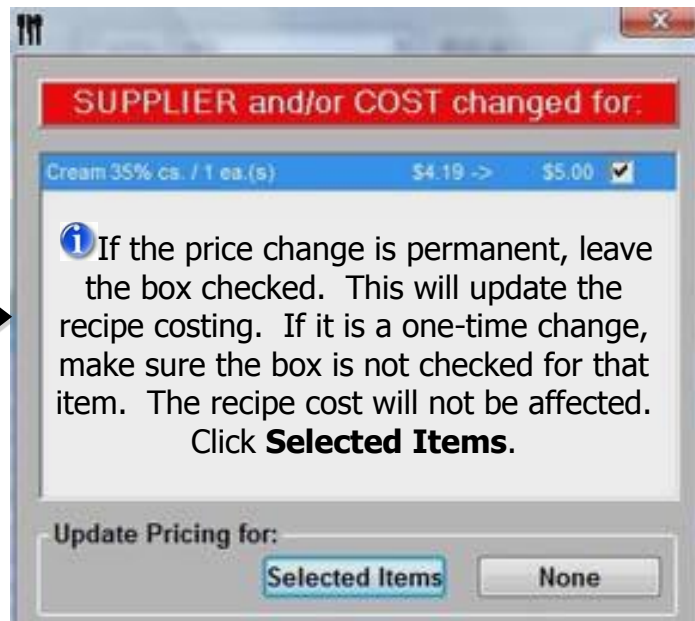 SUPPLIER and/or COST changed for:
Cream 35% cs. / 1 ea.(s) $4.19 -> $5.00
If the price change is permanent, leave
the box checked. This will update the
recipe costing. If it is a one-time change,
make sure the box is not checked for that
item. The recipe cost will not be affected.
Click Selected Items.
Update Pricing for:
Selected Items None